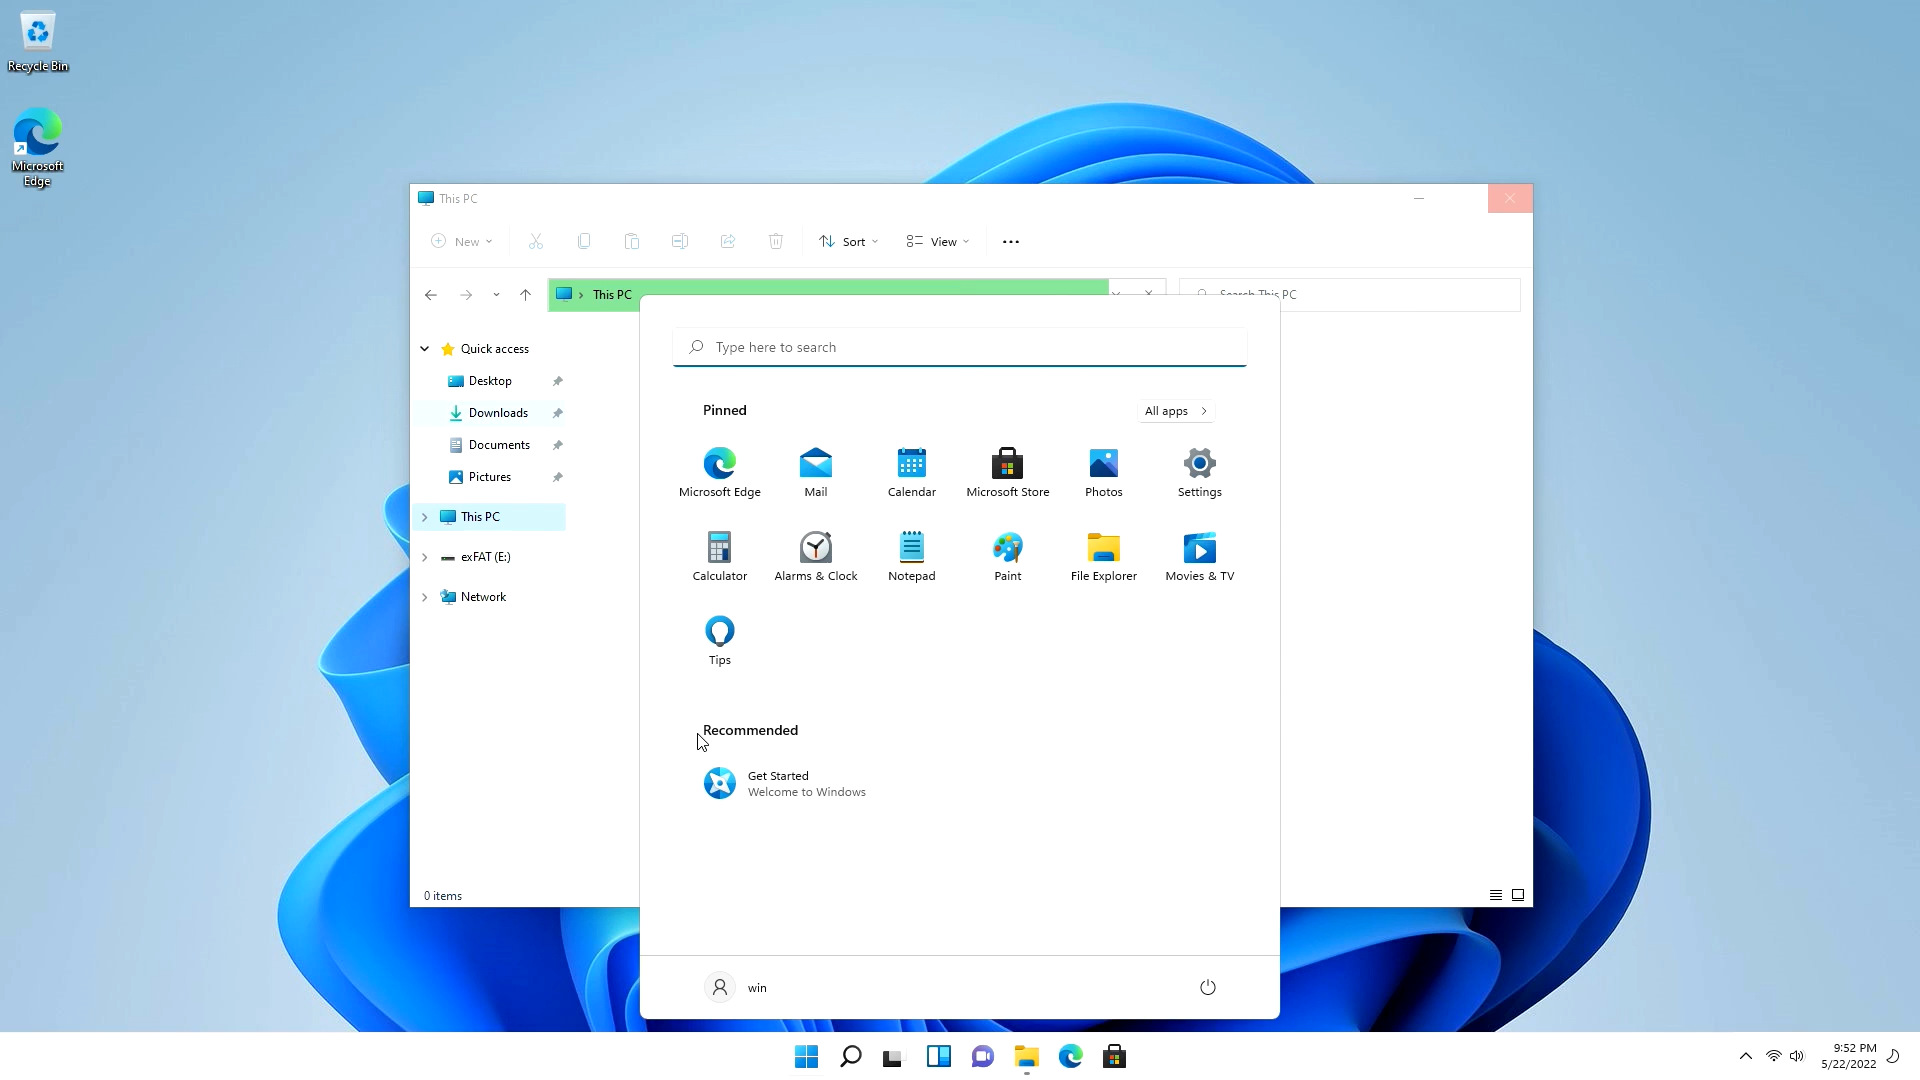 Recycle Bin
Microsoft
Edge
This PC
New
Sort
View
This PC
Search This PC
Quick access
Desktop
Downloads
Documents
Pictures
This PC
exFAT (E:)
Network
0 items
Type here to search
Pinned
All apps
Microsoft Edge
Mail
Calendar
Microsoft Store
Photos
Settings
Calculator
Alarms & Clock
Notepad
Paint
File Explorer
Movies & TV
Tips
Recommended
Get Started
Welcome to Windows
win
9:52 PM
5/22/2022